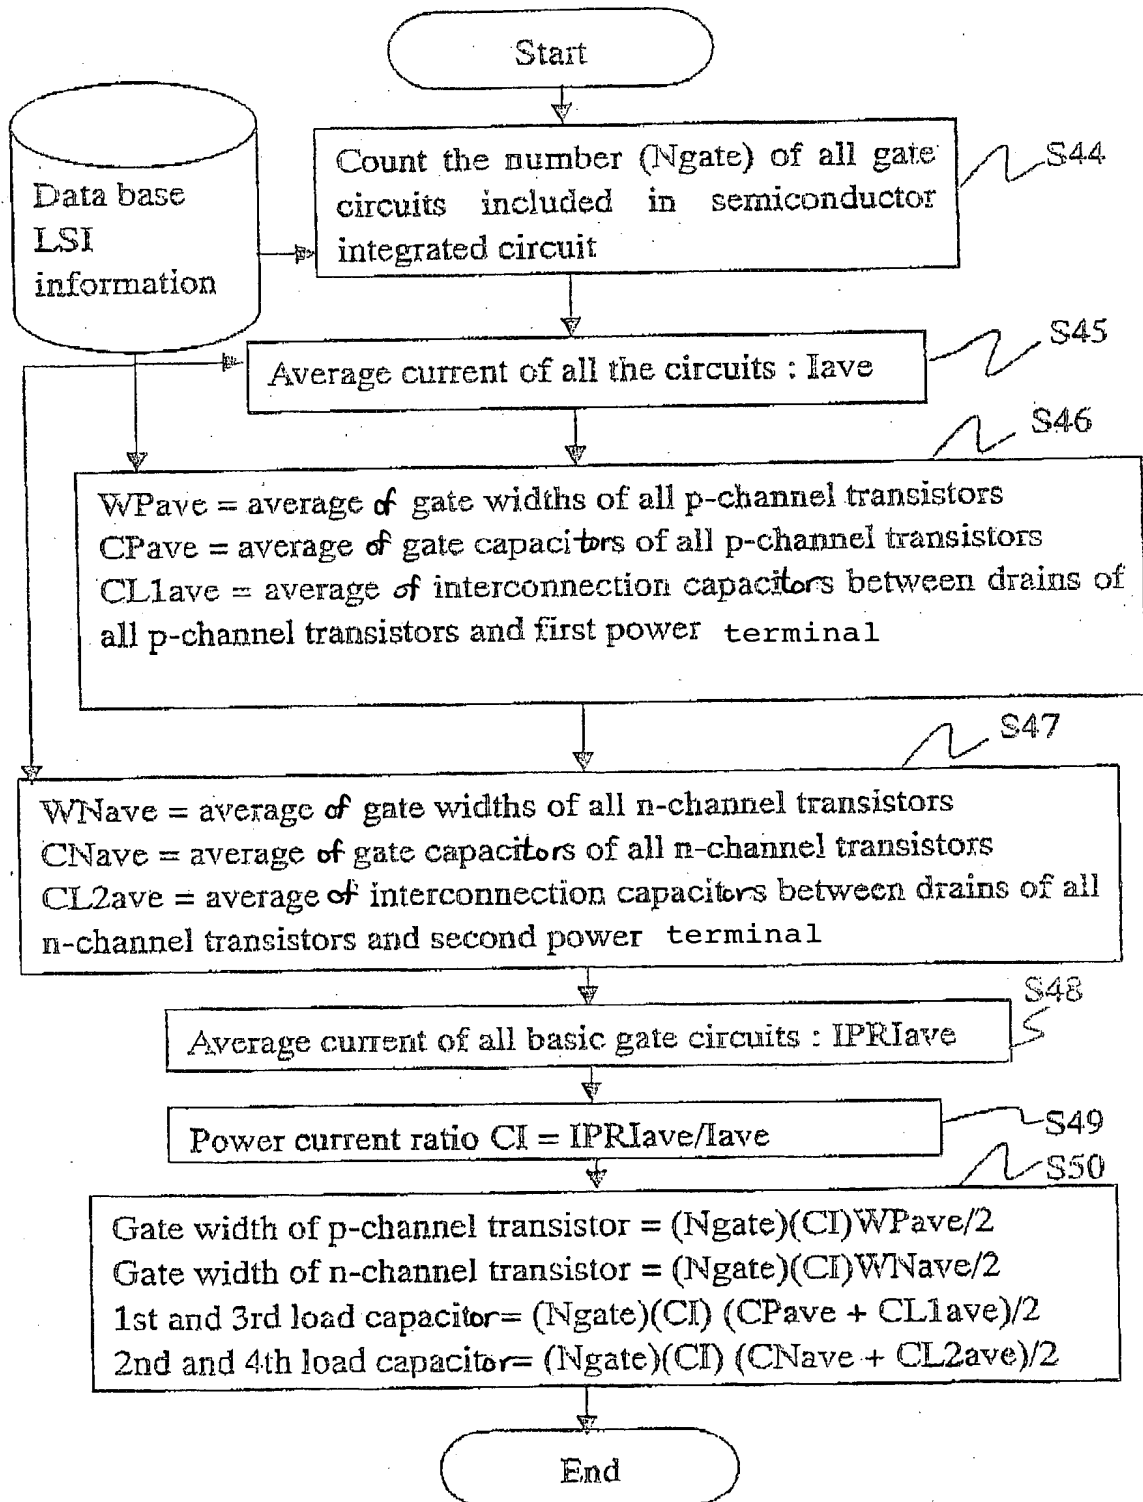 Start
Data base
LSI
information
Count the number (Ngate) of all gate
circuits included in semiconductor
integrated circuit
S44
Average current of all the circuits : Iave
S45
S46
WPave = average of gate widths of all p-channel transistors
CPave = average of gate capacitors of all p-channel transistors
CL1ave = average of interconnection capacitors between drains of
all p-channel transistors and first power terminal
S47
WNave = average of gate widths of all n-channel transistors
CNave = average of gate capacitors of all n-channel transistors
CL2ave = average of interconnection capacitors between drains of all
n-channel transistors and second power terminal
S48
Average current of all basic gate circuits : IPRIave
Power current ratio CI = IPRIave/Iave
S49
S50
Gate width of p-channel transistor = (Ngate)(CI)WPave/2
Gate width of n-channel transistor = (Ngate)(CI)WNave/2
1st and 3rd load capacitor= (Ngate)(CI) (CPave + CL1ave)/2
2nd and 4th load capacitor= (Ngate)(CI) (CNave + CL2ave)/2
End